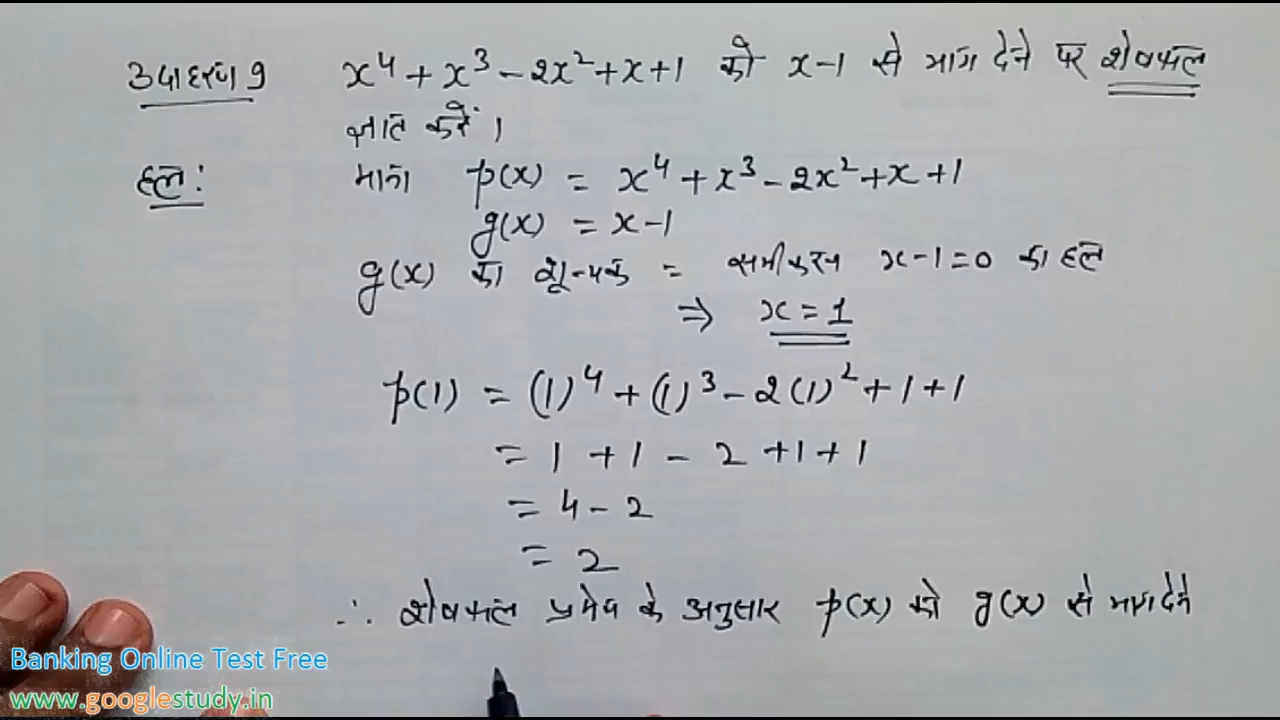 उदाहरण 9 x⁴ + x³ - 2x² + x + 1 को x-1 से भाग देने पर शेषफल
ज्ञात करें।
हल: माना p(x) = x⁴ + x³ - 2x² + x + 1
g(x) = x - 1
g(x) का शून्यक = समीकरण x-1=0 का हल
⇒ x = 1
p(1) = (1)⁴ + (1)³ - 2(1)² + 1 + 1
= 1 + 1 - 2 + 1 + 1
= 4 - 2
= 2
∴ शेषफल प्रमेय के अनुसार p(x) को g(x) से भाग देने
Banking Online Test Free
www.googlestudy.in